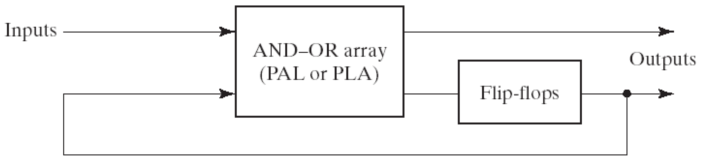 Inputs
AND–OR array
(PAL or PLA)
Flip-flops
Outputs